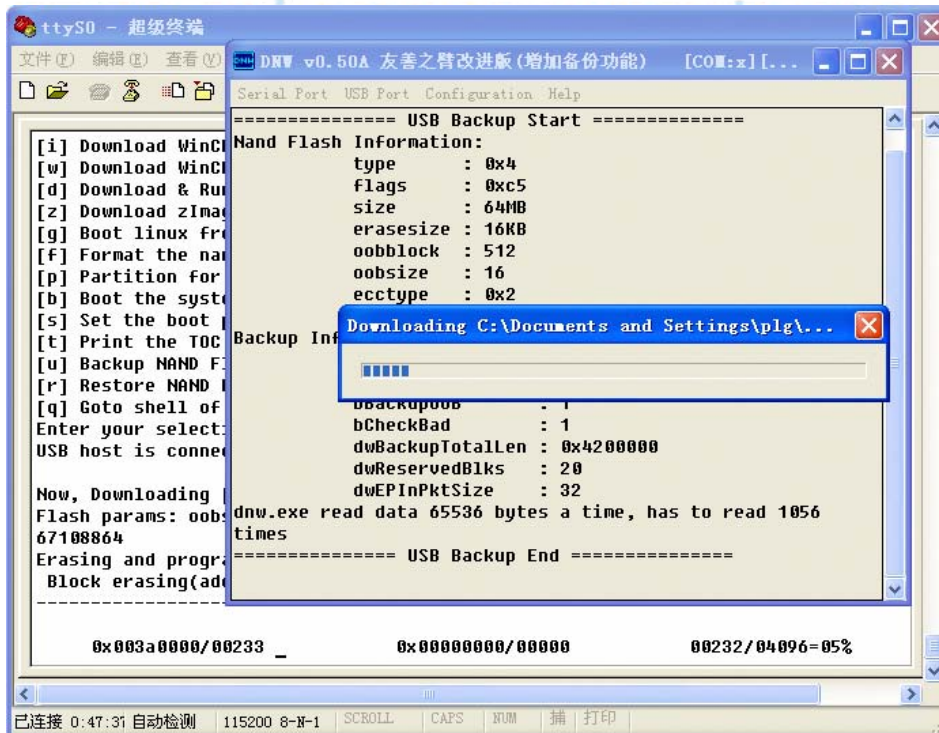 ttyS0 - 超级终端
文件(F) 编辑(E) 查看(V)
DNW v0.50A 友善之臂改进版(增加备份功能) [COM:x][...
Serial Port USB Port Configuration Help
=============== USB Backup Start ==============
Nand Flash Information:
type : 0x4
flags : 0xc5
size : 64MB
erasesize : 16KB
oobblock : 512
oobsize : 16
ecctype : 0x2
Backup Inf
bBackupOOB : 1
bCheckBad : 1
dwBackupTotalLen : 0x4200000
dwReservedBlks : 20
dwEPInPktSize : 32
dnw.exe read data 65536 bytes a time, has to read 1056
times
=============== USB Backup End ===============
Downloading C:\Documents and Settings\plg\...
[i] Download WinC
[w] Download WinC
[d] Download & Ru
[z] Download zIma
[g] Boot linux fr
[f] Format the na
[p] Partition for
[b] Boot the syst
[s] Set the boot
[t] Print the TOC
[u] Backup NAND F
[r] Restore NAND
[q] Goto shell of
Enter your select
USB host is conne
Now, Downloading
Flash params: oobs
67108864
Erasing and progra
Block erasing(ad
------------------
0x003a0000/00233 _ 0x00000000/00000 00232/04096=05%
已连接 0:47:37 自动检测 115200 8-N-1 SCROLL CAPS NUM 捕 打印